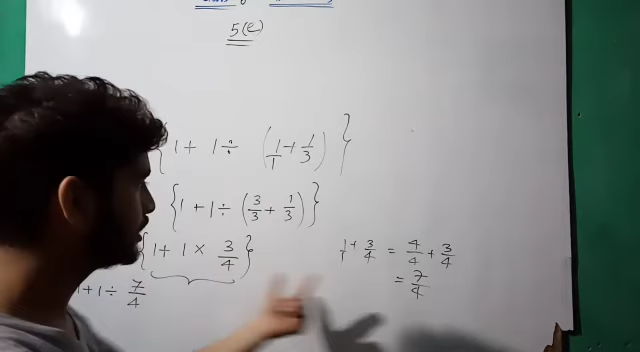 5(e)
{1 + 1 ÷ (1/1 + 1/3)}
{1 + 1 ÷ (3/3 + 1/3)}
{1 + 1 × 3/4}
1/1 + 3/4 = 4/4 + 3/4
= 7/4
+ 1 ÷ 7/4